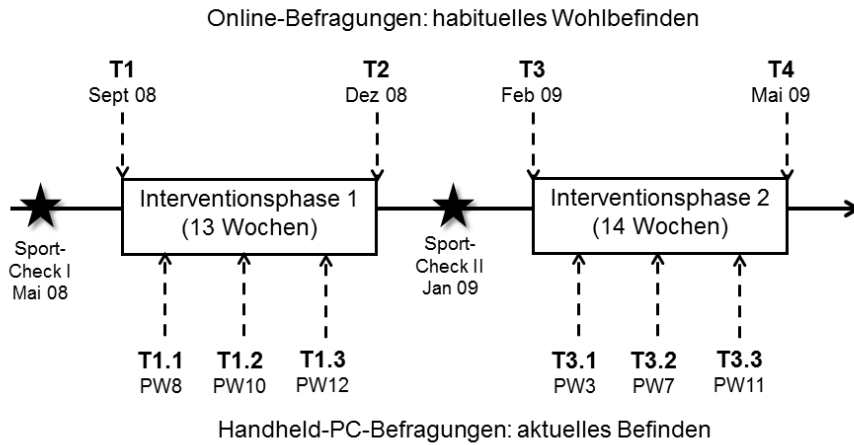 Online-Befragungen: habituelles Wohlbefinden
T1
Sept 08
T2
Dez 08
T3
Feb 09
T4
Mai 09
Interventionsphase 1
(13 Wochen)
Interventionsphase 2
(14 Wochen)
Sport-
Check I
Mai 08
Sport-
Check II
Jan 09
T1.1
PW8
T1.2
PW10
T1.3
PW12
T3.1
PW3
T3.2
PW7
T3.3
PW11
Handheld-PC-Befragungen: aktuelles Befinden